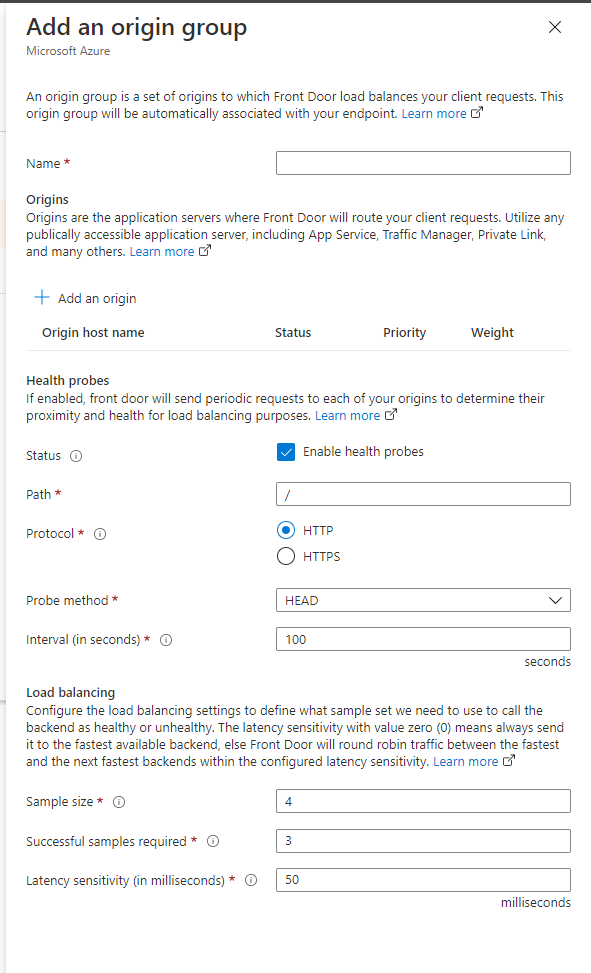 Add an origin group
Microsoft Azure
An origin group is a set of origins to which Front Door load balances your client requests. This
origin group will be automatically associated with your endpoint. Learn more
Name *
Origins
Origins are the application servers where Front Door will route your client requests. Utilize any
publically accessible application server, including App Service, Traffic Manager, Private Link,
and many others. Learn more
Add an origin
Origin host name Status Priority Weight
Health probes
If enabled, front door will send periodic requests to each of your origins to determine their
proximity and health for load balancing purposes. Learn more
Status Enable health probes
Path * /
Protocol * HTTP
HTTPS
Probe method * HEAD
Interval (in seconds) * 100
seconds
Load balancing
Configure the load balancing settings to define what sample set we need to use to call the
backend as healthy or unhealthy. The latency sensitivity with value zero (0) means always send
it to the fastest available backend, else Front Door will round robin traffic between the fastest
and the next fastest backends within the configured latency sensitivity. Learn more
Sample size * 4
Successful samples required * 3
Latency sensitivity (in milliseconds) * 50
milliseconds